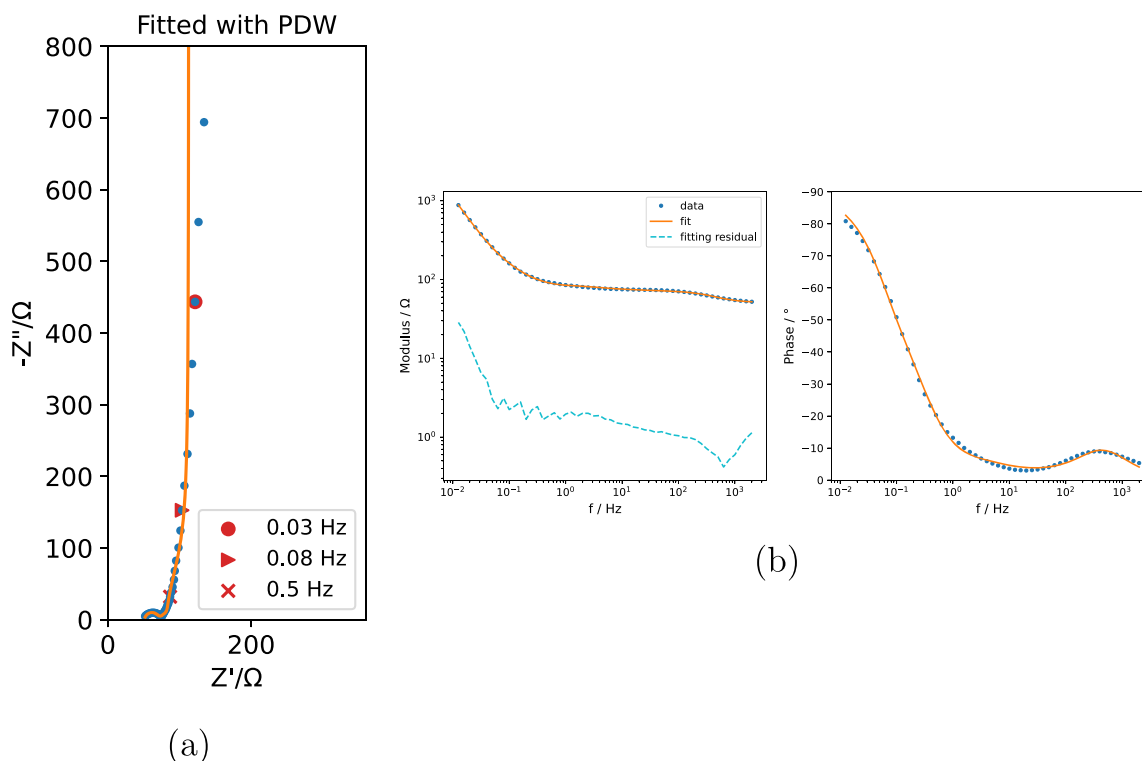 Fitted with PDW
800
700
600
500
400
300
200
100
0
-Z''/Ω
0.03 Hz
0.08 Hz
0.5 Hz
0
200
Z'/Ω
(a)
10³
10²
10¹
10⁰
Modulus / Ω
data
fit
fitting residual
10⁻²
10⁻¹
10⁰
10¹
10²
10³
f / Hz
−90
−80
−70
−60
−50
−40
−30
−20
−10
0
Phase / °
10⁻²
10⁻¹
10⁰
10¹
10²
10³
f / Hz
(b)